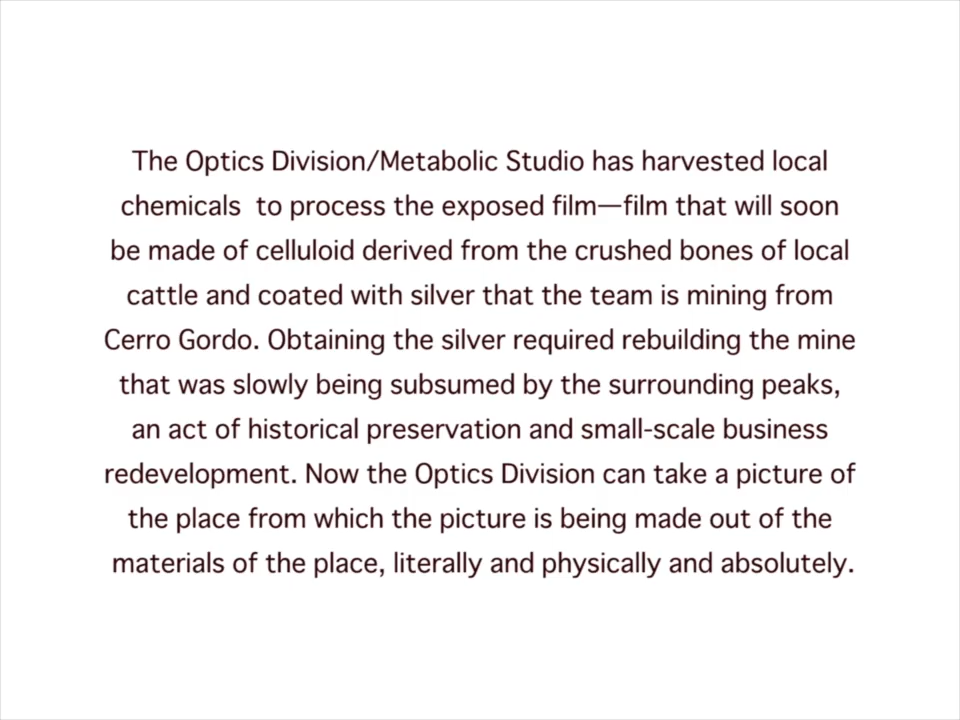 The Optics Division/Metabolic Studio has harvested local
chemicals  to process the exposed film—film that will soon
be made of celluloid derived from the crushed bones of local
cattle and coated with silver that the team is mining from
Cerro Gordo. Obtaining the silver required rebuilding the mine
that was slowly being subsumed by the surrounding peaks,
an act of historical preservation and small-scale business
redevelopment. Now the Optics Division can take a picture of
the place from which the picture is being made out of the
materials of the place, literally and physically and absolutely.